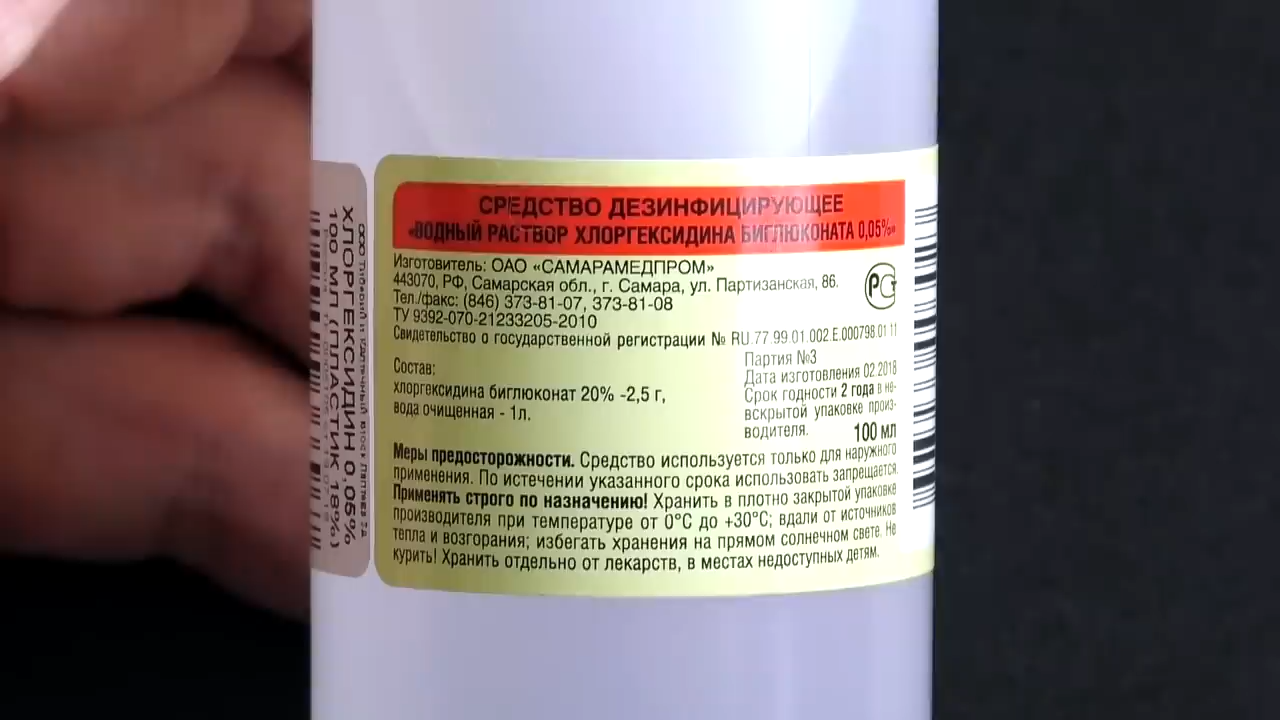 СРЕДСТВО ДЕЗИНФИЦИРУЮЩЕЕ
«ВОДНЫЙ РАСТВОР ХЛОРГЕКСИДИНА БИГЛЮКОНАТА 0,05%»
Изготовитель: ОАО «САМАРАМЕДПРОМ»
443070, РФ, Самарская обл., г. Самара, ул. Партизанская, 86.
Тел./факс: (846) 373-81-07, 373-81-08
ТУ 9392-070-21233205-2010
Свидетельство о государственной регистрации № RU.77.99.01.002.Е.000798.01.11
РСТ
Состав:
хлоргексидина биглюконат 20% -2,5 г,
вода очищенная - 1л.
Партия №3
Дата изготовления 02.2018
Срок годности 2 года в не-
вскрытой упаковке произ-
водителя.
100 мл
Меры предосторожности. Средство используется только для наружного
применения. По истечении указанного срока использовать запрещается.
Применять строго по назначению! Хранить в плотно закрытой упаковке
производителя при температуре от 0°С до +30°С; вдали от источников
тепла и возгорания; избегать хранения на прямом солнечном свете. Не
курить! Хранить отдельно от лекарств, в местах недоступных детям.
ООО
ХЛОРГЕКСИДИН 0,05%
100 МЛ (ПЛАСТИК 18%)